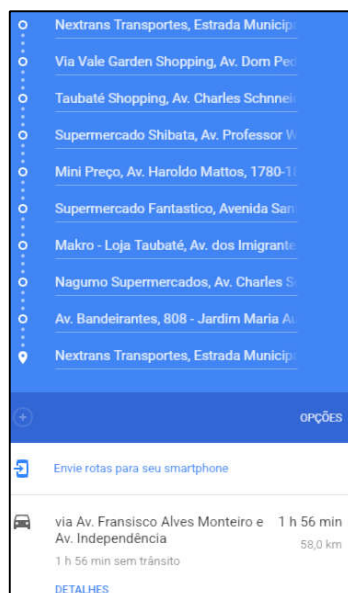 Nextrans Transportes, Estrada Municip
Via Vale Garden Shopping, Av. Dom Ped
Taubaté Shopping, Av. Charles Schnnei
Supermercado Shibata, Av. Professor W
Mini Preço, Av. Haroldo Mattos, 1780-18
Supermercado Fantastico, Avenida San
Makro - Loja Taubaté, Av. dos Imigrante
Nagumo Supermercados, Av. Charles S
Av. Bandeirantes, 808 - Jardim Maria Au
Nextrans Transportes, Estrada Municip
OPÇÕES
Envie rotas para seu smartphone
via Av. Fransisco Alves Monteiro e 1 h 56 min
Av. Independência 58,0 km
1 h 56 min sem trânsito
DETALHES